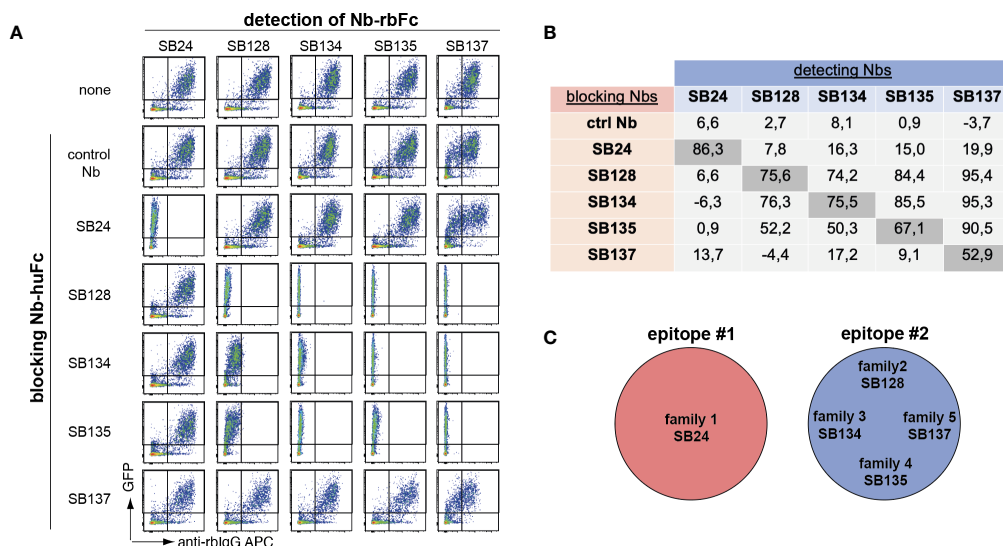 A
detection of Nb-rbFc
SB24 SB128 SB134 SB135 SB137
blocking Nb-huFc
none
control
Nb
SB24
SB128
SB134
SB135
SB137
GFP
anti-rbIgG APC
B
detecting Nbs
blocking Nbs SB24 SB128 SB134 SB135 SB137
ctrl Nb 6,6 2,7 8,1 0,9 -3,7
SB24 86,3 7,8 16,3 15,0 19,9
SB128 6,6 75,6 74,2 84,4 95,4
SB134 -6,3 76,3 75,5 85,5 95,3
SB135 0,9 52,2 50,3 67,1 90,5
SB137 13,7 -4,4 17,2 9,1 52,9
C
epitope #1
family 1
SB24
epitope #2
family2
SB128
family 3
SB134
family 5
SB137
family 4
SB135